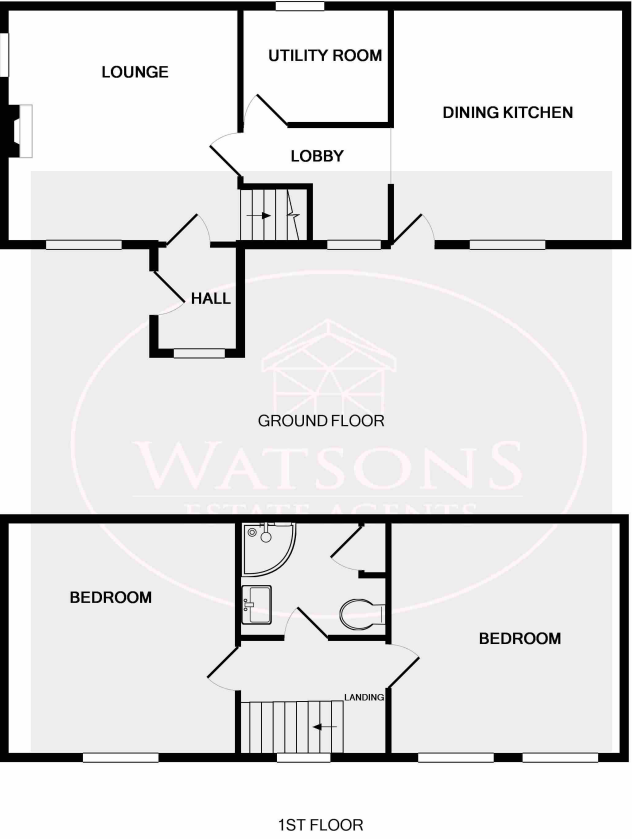 LOUNGE
UTILITY ROOM
DINING KITCHEN
LOBBY
HALL
GROUND FLOOR
WATSONS
ESTATE AGENTS
BEDROOM
BEDROOM
LANDING
1ST FLOOR